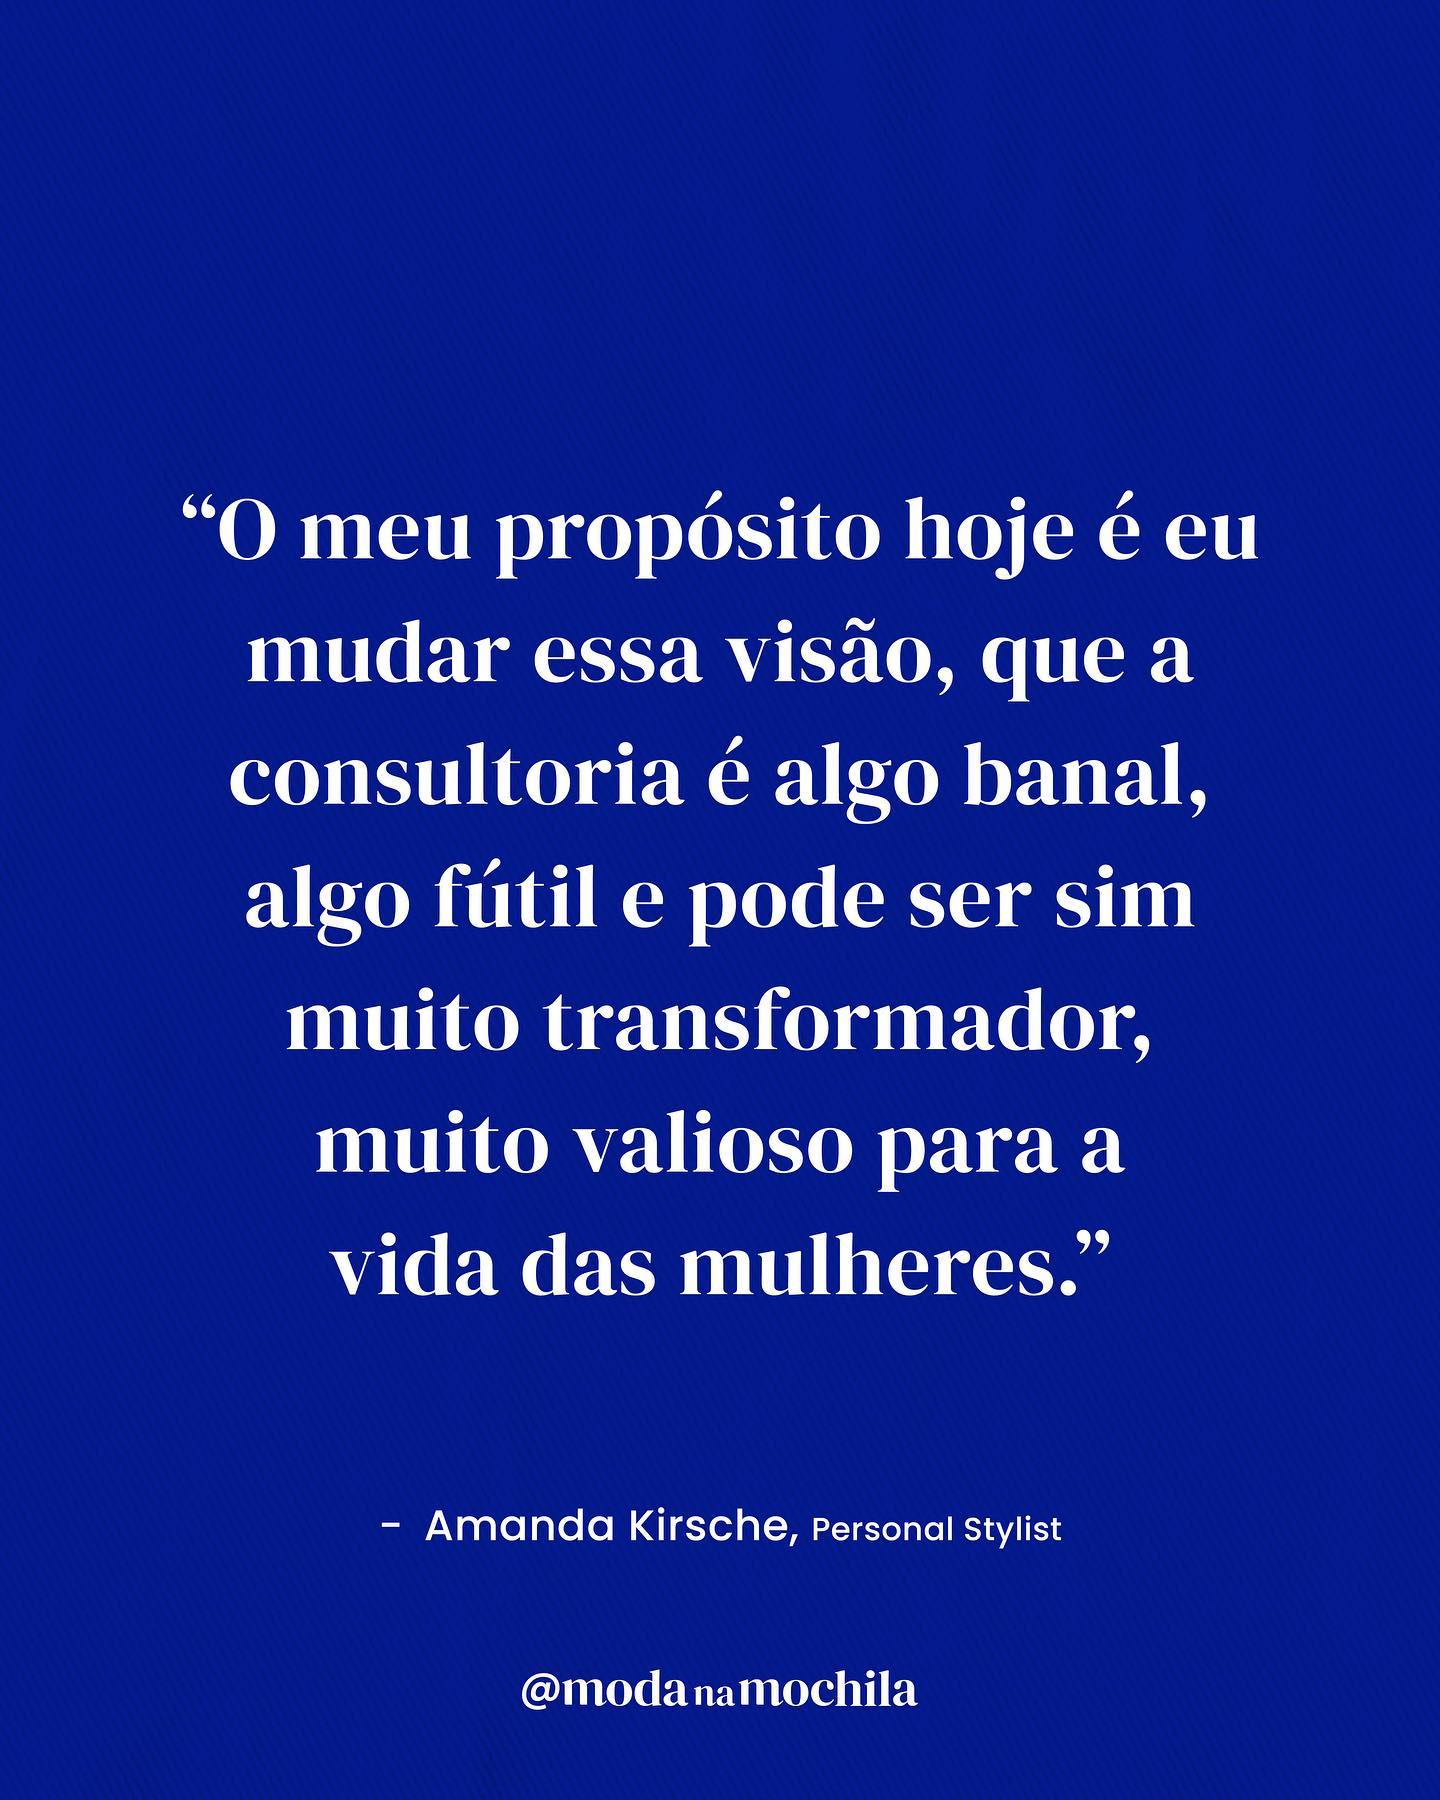 “O meu propósito hoje é eu
mudar essa visão, que a
consultoria é algo banal,
algo fútil e pode ser sim
muito transformador,
muito valioso para a
vida das mulheres.”
- Amanda Kirsche, Personal Stylist
@modanamochila